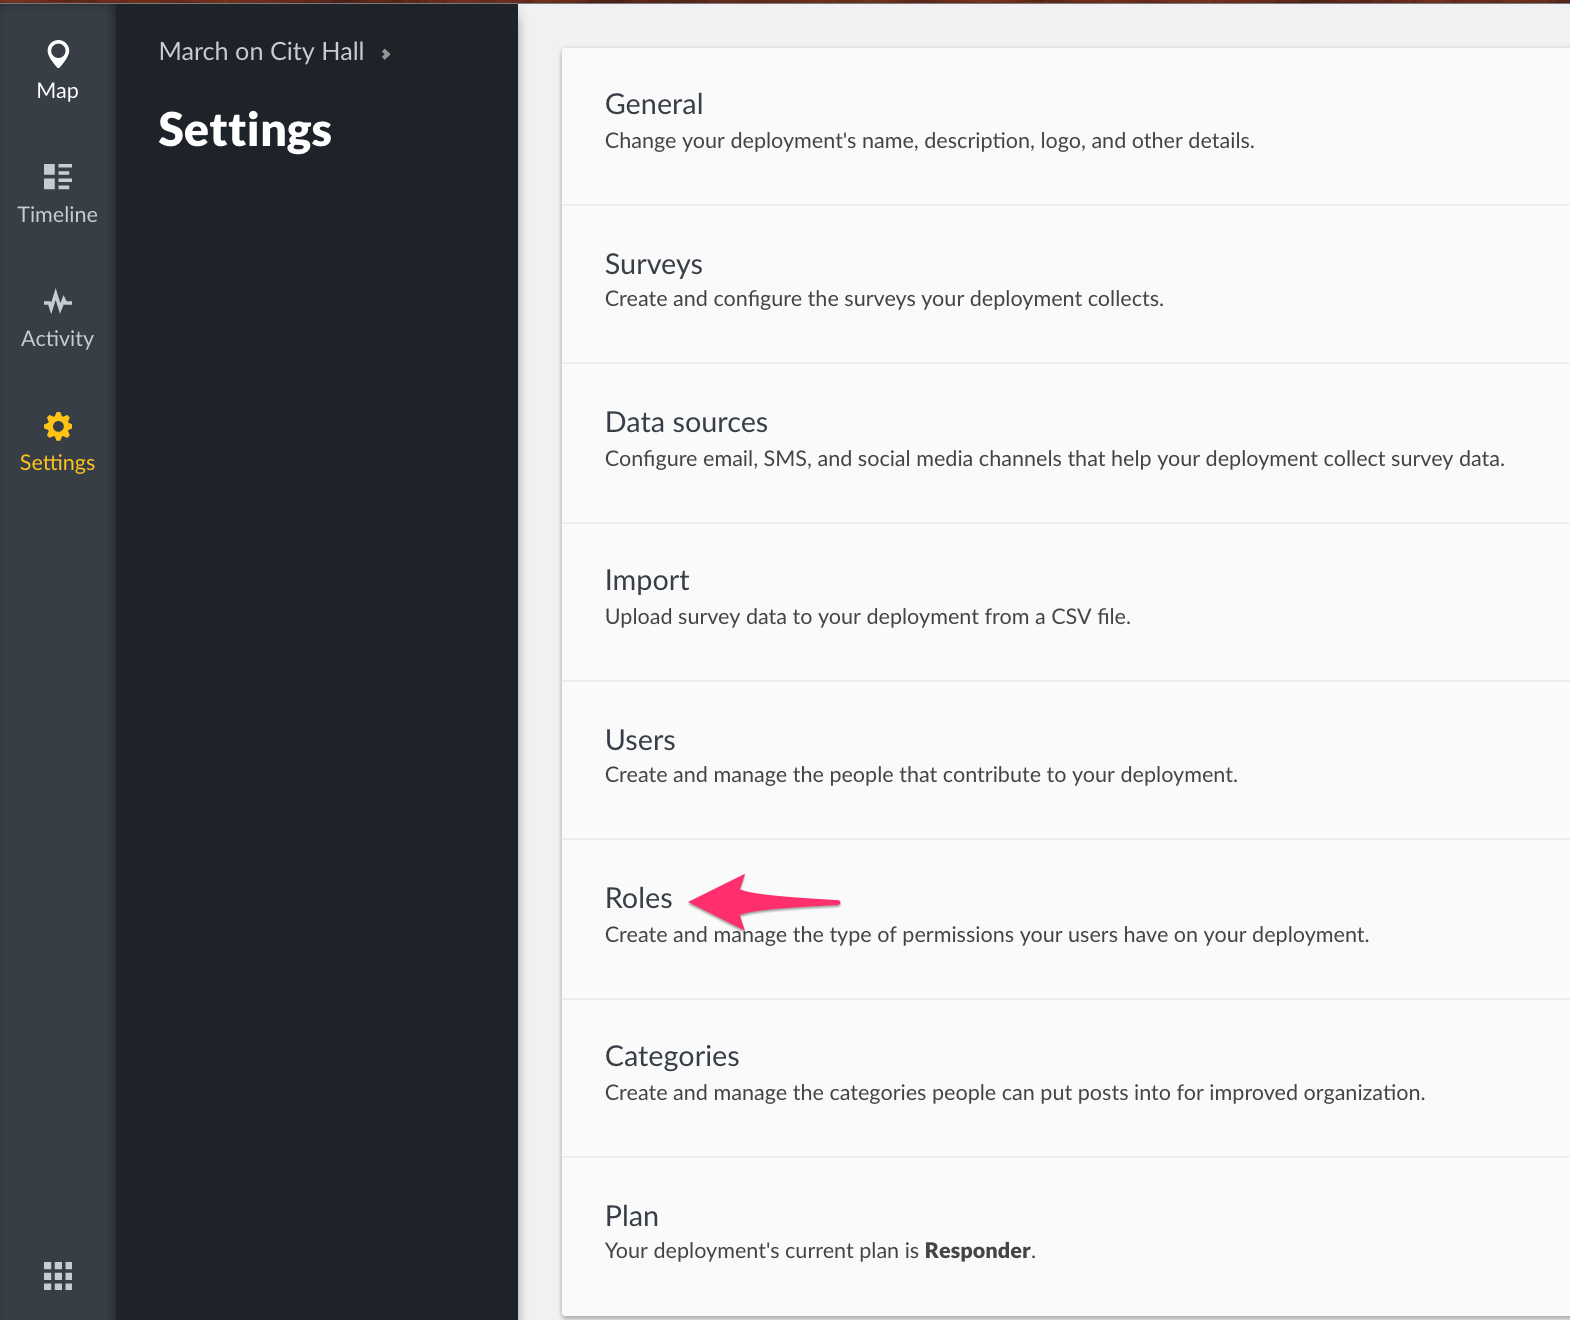 Map
Timeline
Activity
Settings
March on City Hall
Settings
General
Change your deployment's name, description, logo, and other details.
Surveys
Create and configure the surveys your deployment collects.
Data sources
Configure email, SMS, and social media channels that help your deployment collect survey data.
Import
Upload survey data to your deployment from a CSV file.
Users
Create and manage the people that contribute to your deployment.
Roles
Create and manage the type of permissions your users have on your deployment.
Categories
Create and manage the categories people can put posts into for improved organization.
Plan
Your deployment's current plan is Responder.